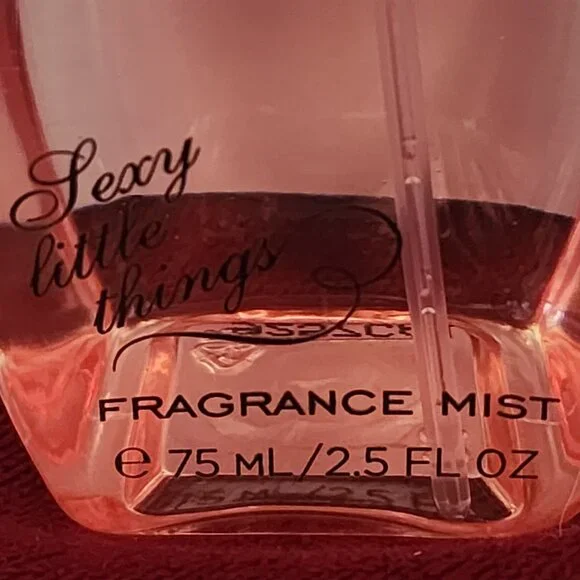 Sexy
little
things
FRAGRANCE MIST
℮ 75 ML/2.5 FL OZ